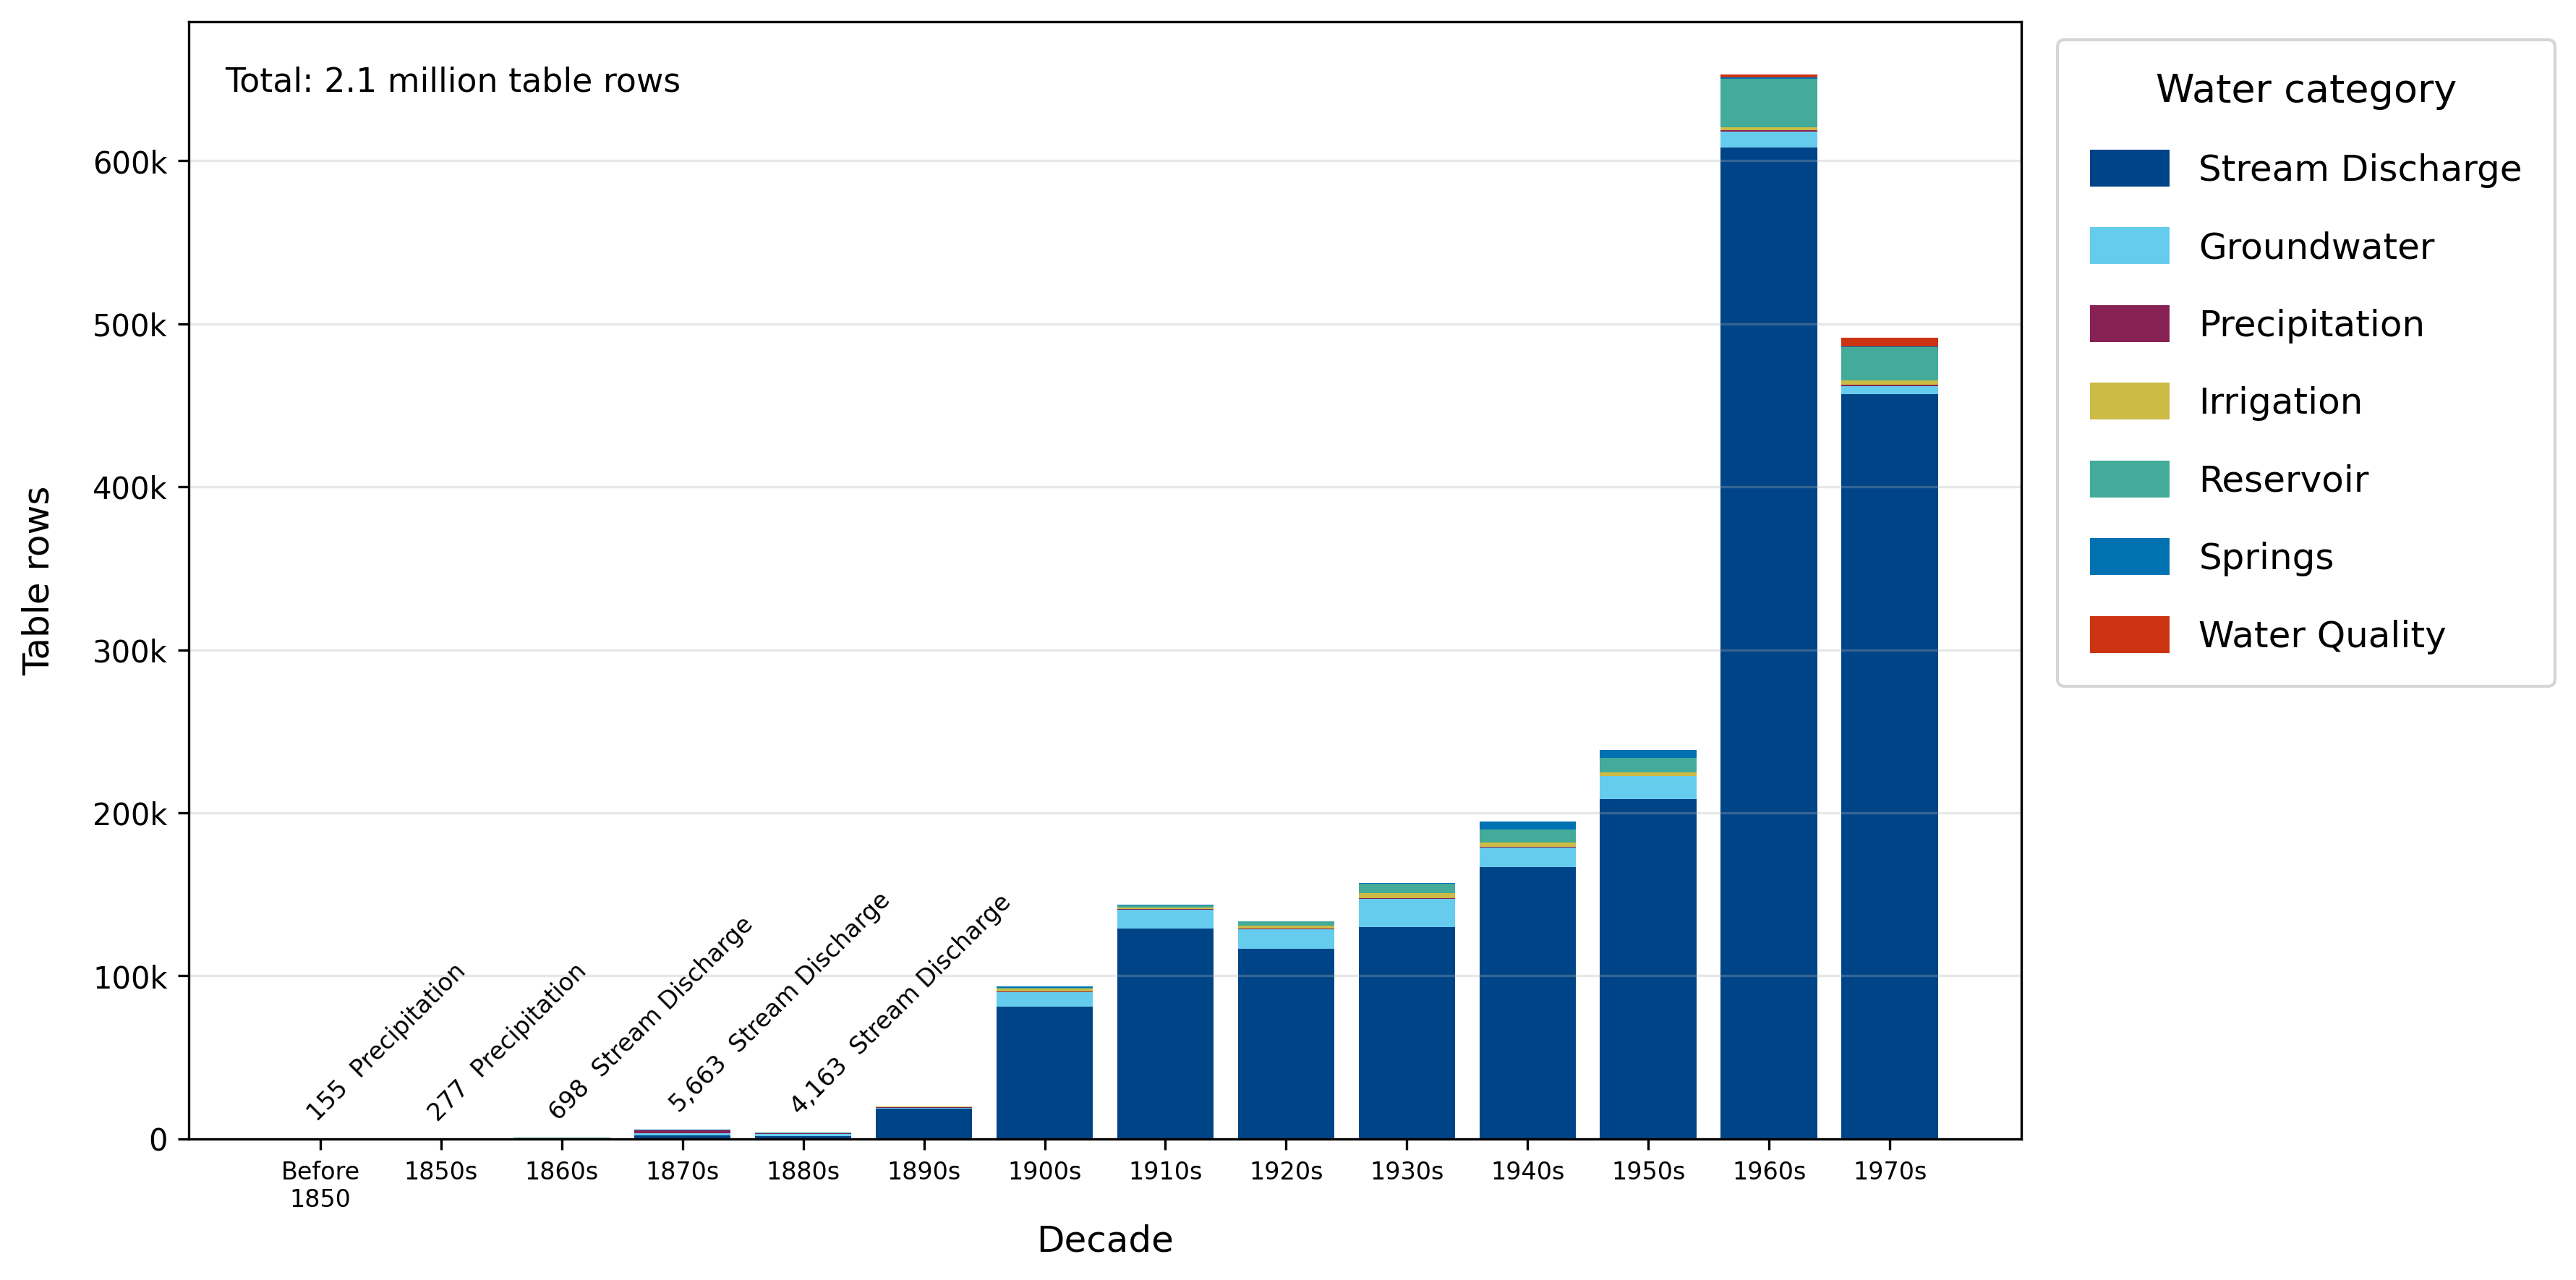 Total: 2.1 million table rows
Table rows
600k
500k
400k
300k
200k
100k
0
155 Precipitation
277 Precipitation
698 Stream Discharge
5,663 Stream Discharge
4,163 Stream Discharge
Before
1850
1850s
1860s
1870s
1880s
1890s
1900s
1910s
1920s
1930s
1940s
1950s
1960s
1970s
Decade
Water category
Stream Discharge
Groundwater
Precipitation
Irrigation
Reservoir
Springs
Water Quality